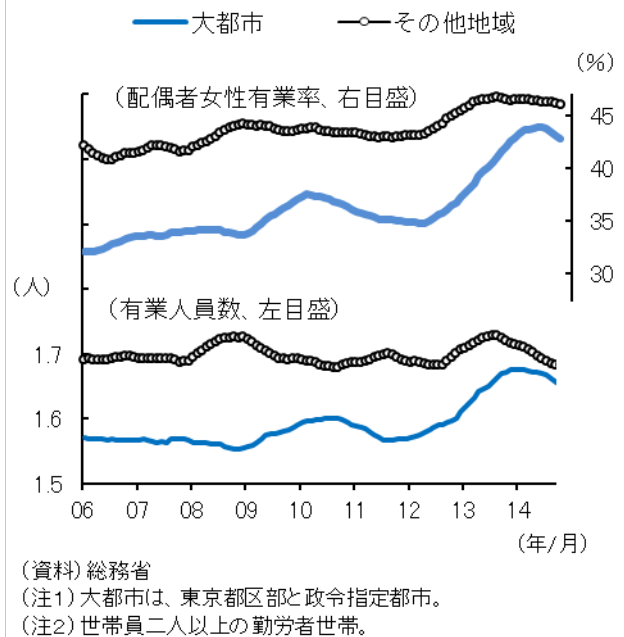 大都市 その他地域
(%)
(配偶者女性有業率、右目盛)
45
40
35
30
(人)
(有業人員数、左目盛)
1.7
1.6
1.5
06 07 08 09 10 11 12 13 14
(年/月)
(資料)総務省
(注1)大都市は、東京都区部と政令指定都市。
(注2)世帯員二人以上の勤労者世帯。